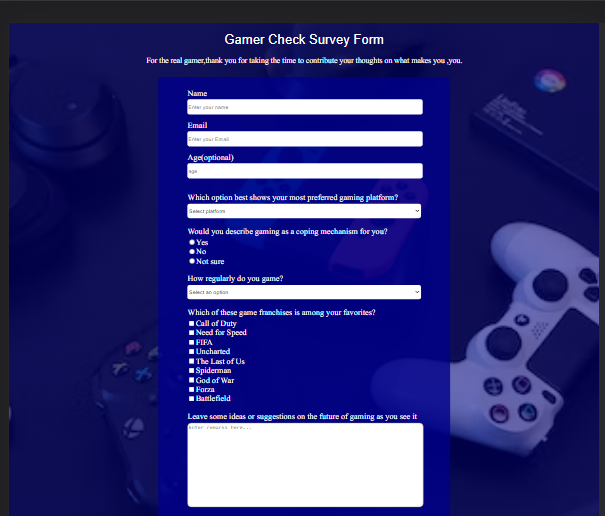 Gamer Check Survey Form
For the real gamer,thank you for taking the time to contribute your thoughts on what makes you ,you.
Name
Enter your name
Email
Enter your Email
Age(optional)
age
Which option best shows your most preferred gaming platform?
Select platform
Would you describe gaming as a coping mechanism for you?
Yes
No
Not sure
How regularly do you game?
Select an option
Which of these game franchises is among your favorites?
Call of Duty
Need for Speed
FIFA
Uncharted
The Last of Us
Spiderman
God of War
Forza
Battlefield
Leave some ideas or suggestions on the future of gaming as you see it